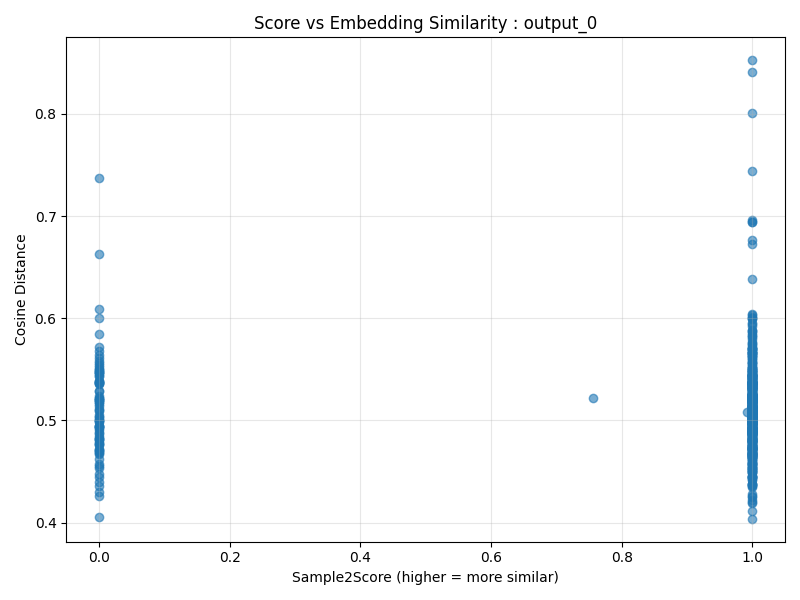 Score vs Embedding Similarity : output_0
Cosine Distance
0.8
0.7
0.6
0.5
0.4
0.0 0.2 0.4 0.6 0.8 1.0
Sample2Score (higher = more similar)